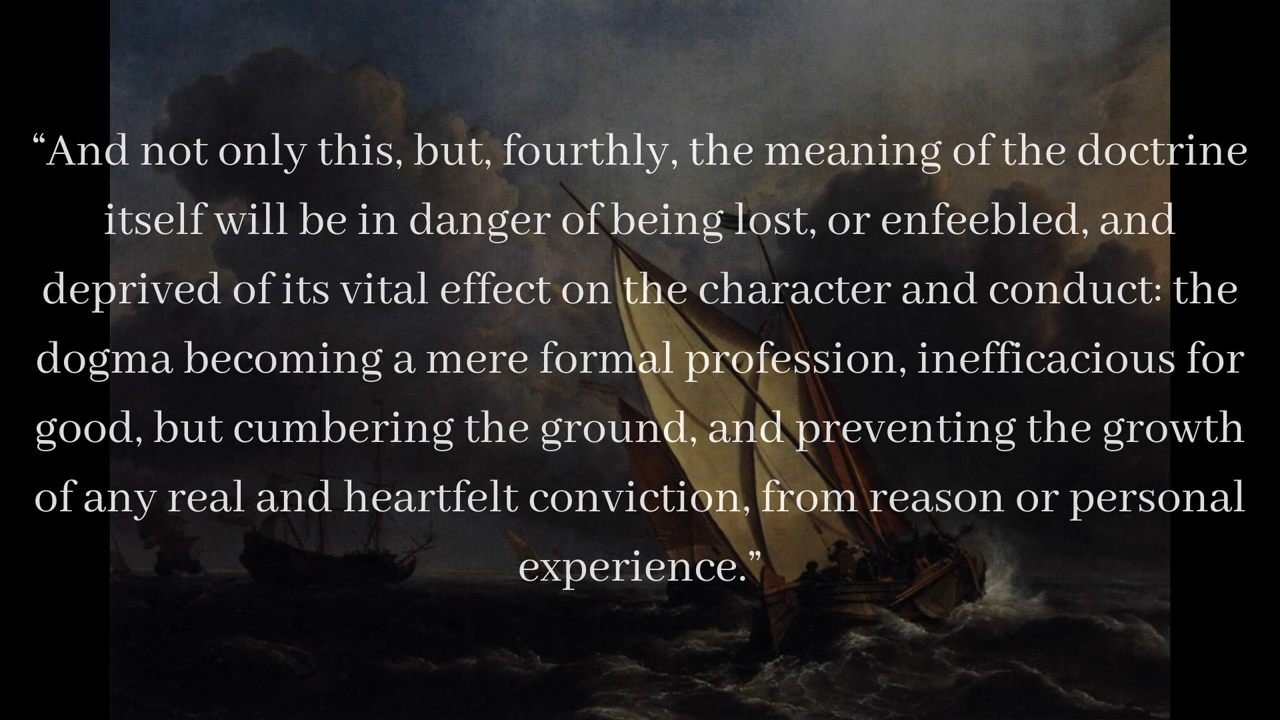 “And not only this, but, fourthly, the meaning of the doctrine
itself will be in danger of being lost, or enfeebled, and
deprived of its vital effect on the character and conduct: the
dogma becoming a mere formal profession, inefficacious for
good, but cumbering the ground, and preventing the growth
of any real and heartfelt conviction, from reason or personal
experience.”